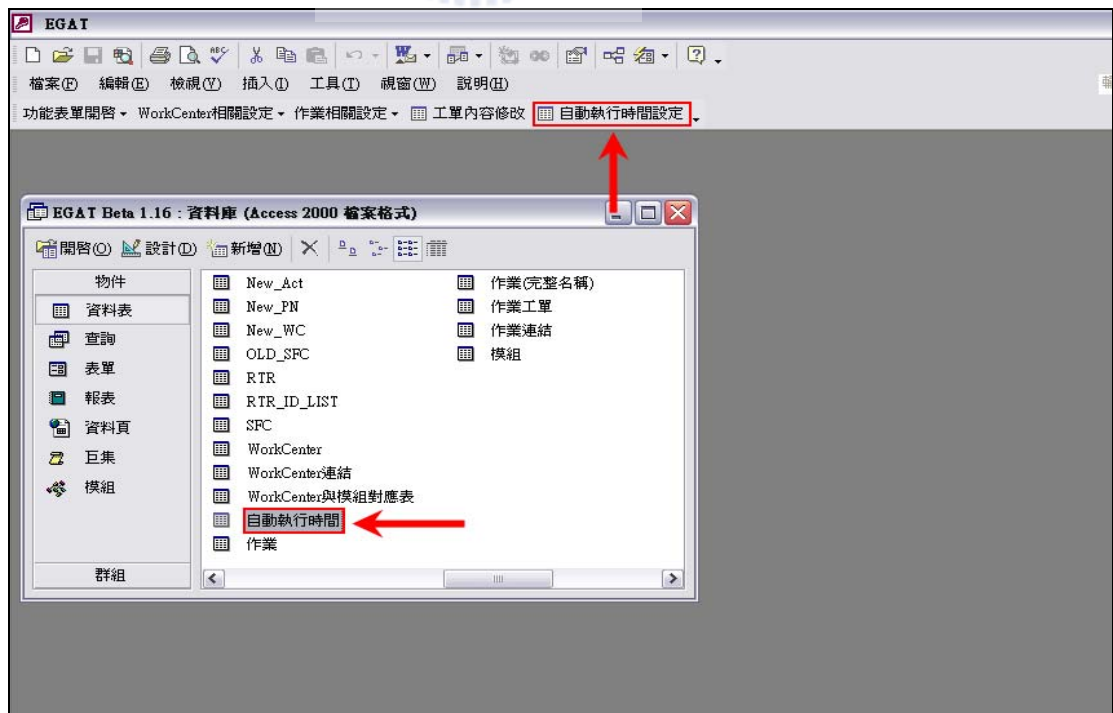 EGAT
檔案(F) 編輯(E) 檢視(V) 插入(I) 工具(T) 視窗(W) 說明(H)
功能表單開啓 WorkCenter相關設定 作業相關設定 工單內容修改 自動執行時間設定
EGAT Beta 1.16 : 資料庫 (Access 2000 檔案格式)
開啓(O) 設計(D) 新增(N)
物件
資料表
查詢
表單
報表
資料頁
巨集
模組
群組
New_Act
New_PN
New_WC
OLD_SFC
RTR
RTR_ID_LIST
SFC
WorkCenter
WorkCenter連結
WorkCenter與模組對應表
自動執行時間
作業
作業(完整名稱)
作業工單
作業連結
模組